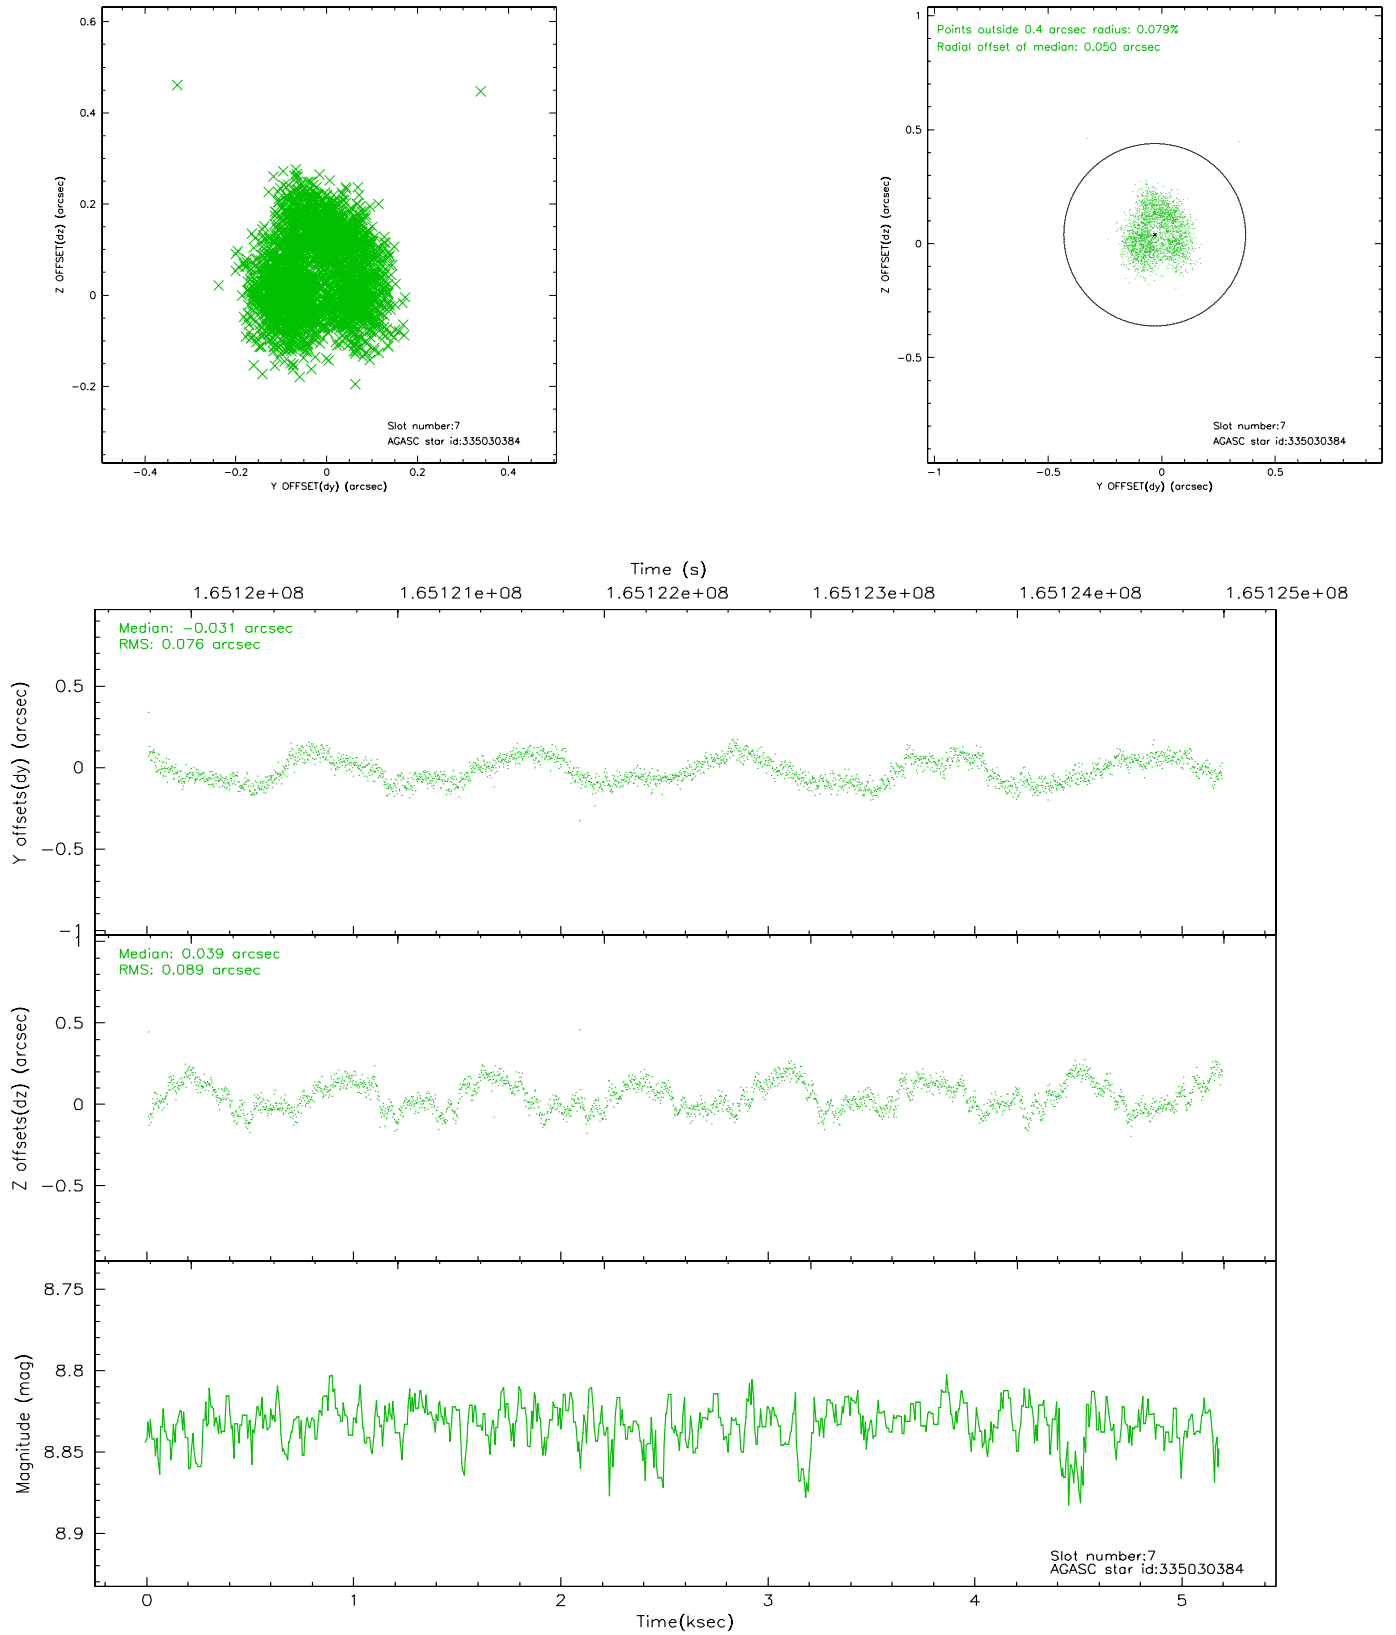 0.6
0.4
0.2
0
−0.2
Z OFFSET(dz) (arcsec)
−0.4
−0.2
0
0.2
0.4
Y OFFSET(dy) (arcsec)
Slot number:7
AGASC star id:335030384
Points outside 0.4 arcsec radius: 0.079%
Radial offset of median: 0.050 arcsec
1
0.5
0
−0.5
Z OFFSET(dz) (arcsec)
−1
−0.5
0
0.5
Y OFFSET(dy) (arcsec)
Slot number:7
AGASC star id:335030384
Time (s)
1.6512e+08
1.65121e+08
1.65122e+08
1.65123e+08
1.65124e+08
1.65125e+08
Median: −0.031 arcsec
RMS: 0.076 arcsec
0.5
0
−0.5
−1
Y offsets(dy) (arcsec)
Median: 0.039 arcsec
RMS: 0.089 arcsec
1
0.5
0
−0.5
Z offsets(dz) (arcsec)
8.75
8.8
8.85
8.9
Magnitude (mag)
Slot number:7
AGASC star id:335030384
0
1
2
3
4
5
Time(ksec)